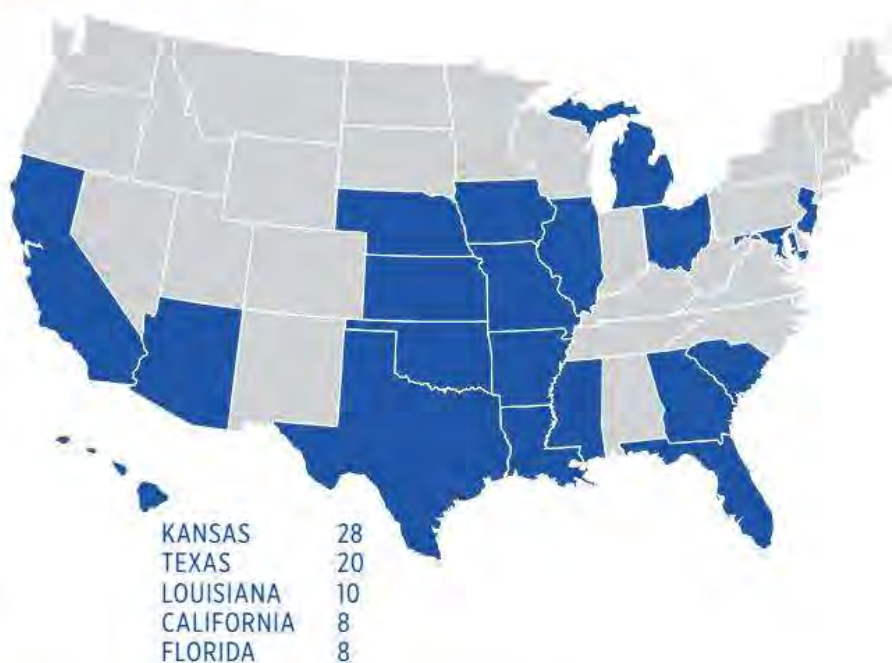 KANSAS 28
TEXAS 20
LOUISIANA 10
CALIFORNIA 8
FLORIDA 8